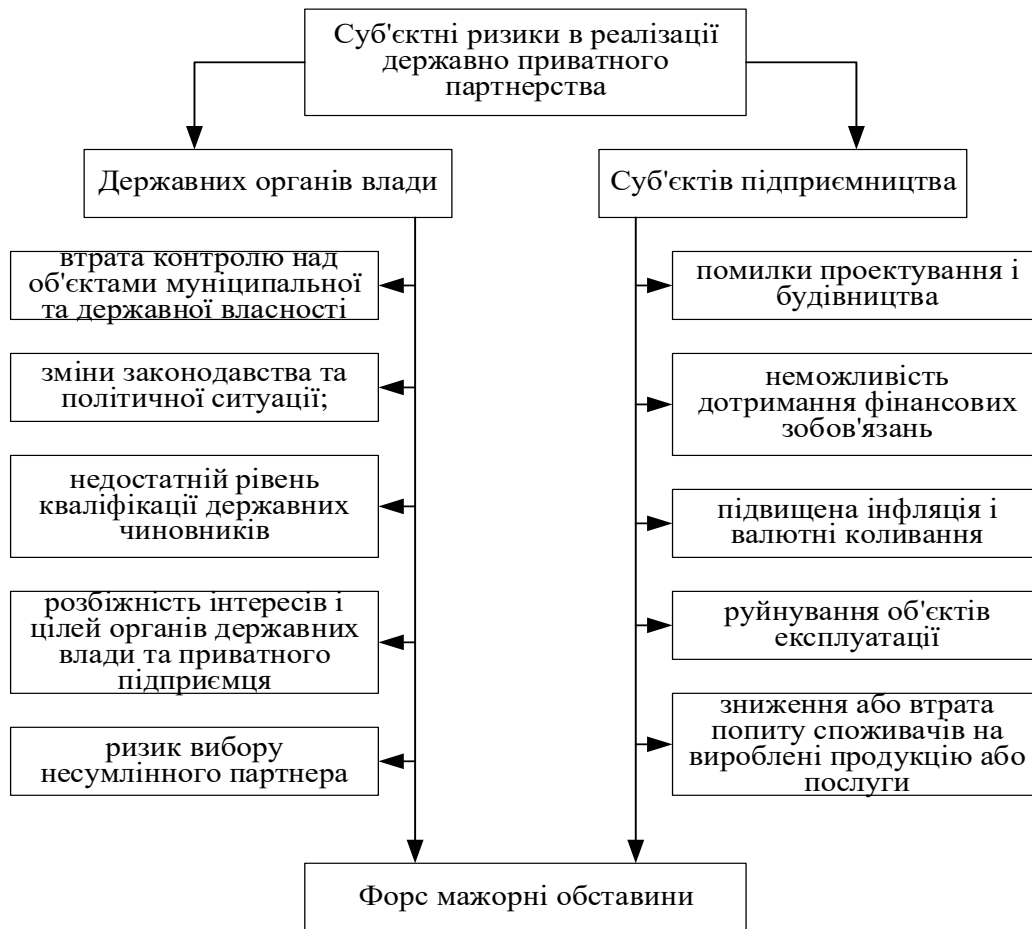 Суб'єктні ризики в реалізації
державно приватного
партнерства
Державних органів влади
Суб'єктів підприємництва
втрата контролю над
об'єктами муніципальної
та державної власності
зміни законодавства та
політичної ситуації;
недостатній рівень
кваліфікації державних
чиновників
розбіжність інтересів і
цілей органів державних
влади та приватного
підприємця
ризик вибору
несумлінного партнера
помилки проектування і
будівництва
неможливість
дотримання фінансових
зобов'язань
підвищена інфляція і
валютні коливання
руйнування об'єктів
експлуатації
зниження або втрата
попиту споживачів на
вироблені продукцію або
послуги
Форс мажорні обставини